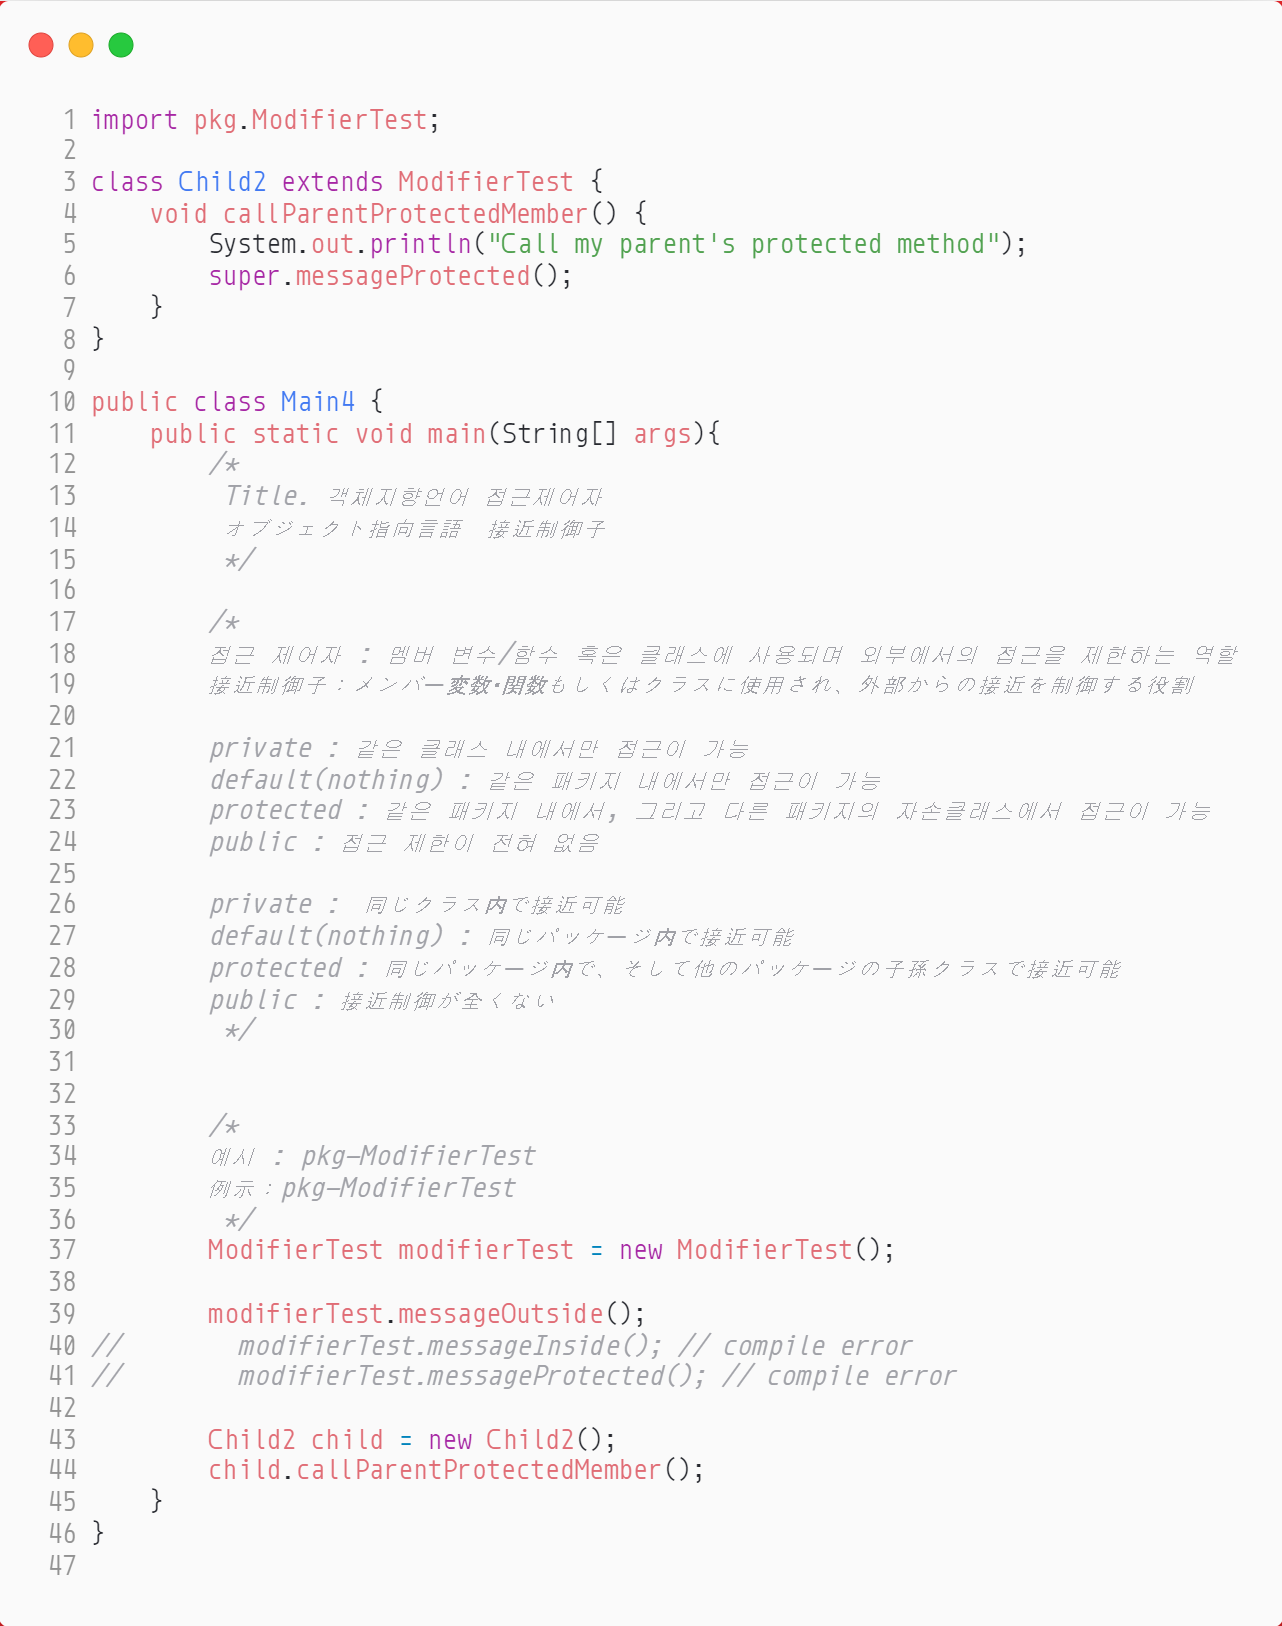 1 import pkg.ModifierTest;
2
3 class Child2 extends ModifierTest {
4     void callParentProtectedMember() {
5         System.out.println("Call my parent's protected method");
6         super.messageProtected();
7     }
8 }
9
10 public class Main4 {
11     public static void main(String[] args){
12         /*
13          Title. 객체지향언어 접근제어자
14          オブジェクト指向言語　接近制御子
15          */
16
17         /*
18         접근 제어자 : 멤버 변수/함수 혹은 클래스에 사용되며 외부에서의 접근을 제한하는 역할
19         接近制御子：メンバー変数・関数もしくはクラスに使用され、外部からの接近を制御する役割
20
21         private : 같은 클래스 내에서만 접근이 가능
22         default(nothing) : 같은 패키지 내에서만 접근이 가능
23         protected : 같은 패키지 내에서, 그리고 다른 패키지의 자손클래스에서 접근이 가능
24         public : 접근 제한이 전혀 없음
25
26         private :　同じクラス内で接近可能
27         default(nothing) : 同じパッケージ内で接近可能
28         protected : 同じパッケージ内で、そして他のパッケージの子孫クラスで接近可能
29         public : 接近制御が全くない
30          */
31
32
33         /*
34         예시 : pkg–ModifierTest
35         例示：pkg–ModifierTest
36          */
37         ModifierTest modifierTest = new ModifierTest();
38
39         modifierTest.messageOutside();
40 //        modifierTest.messageInside(); // compile error
41 //        modifierTest.messageProtected(); // compile error
42
43         Child2 child = new Child2();
44         child.callParentProtectedMember();
45     }
46 }
47